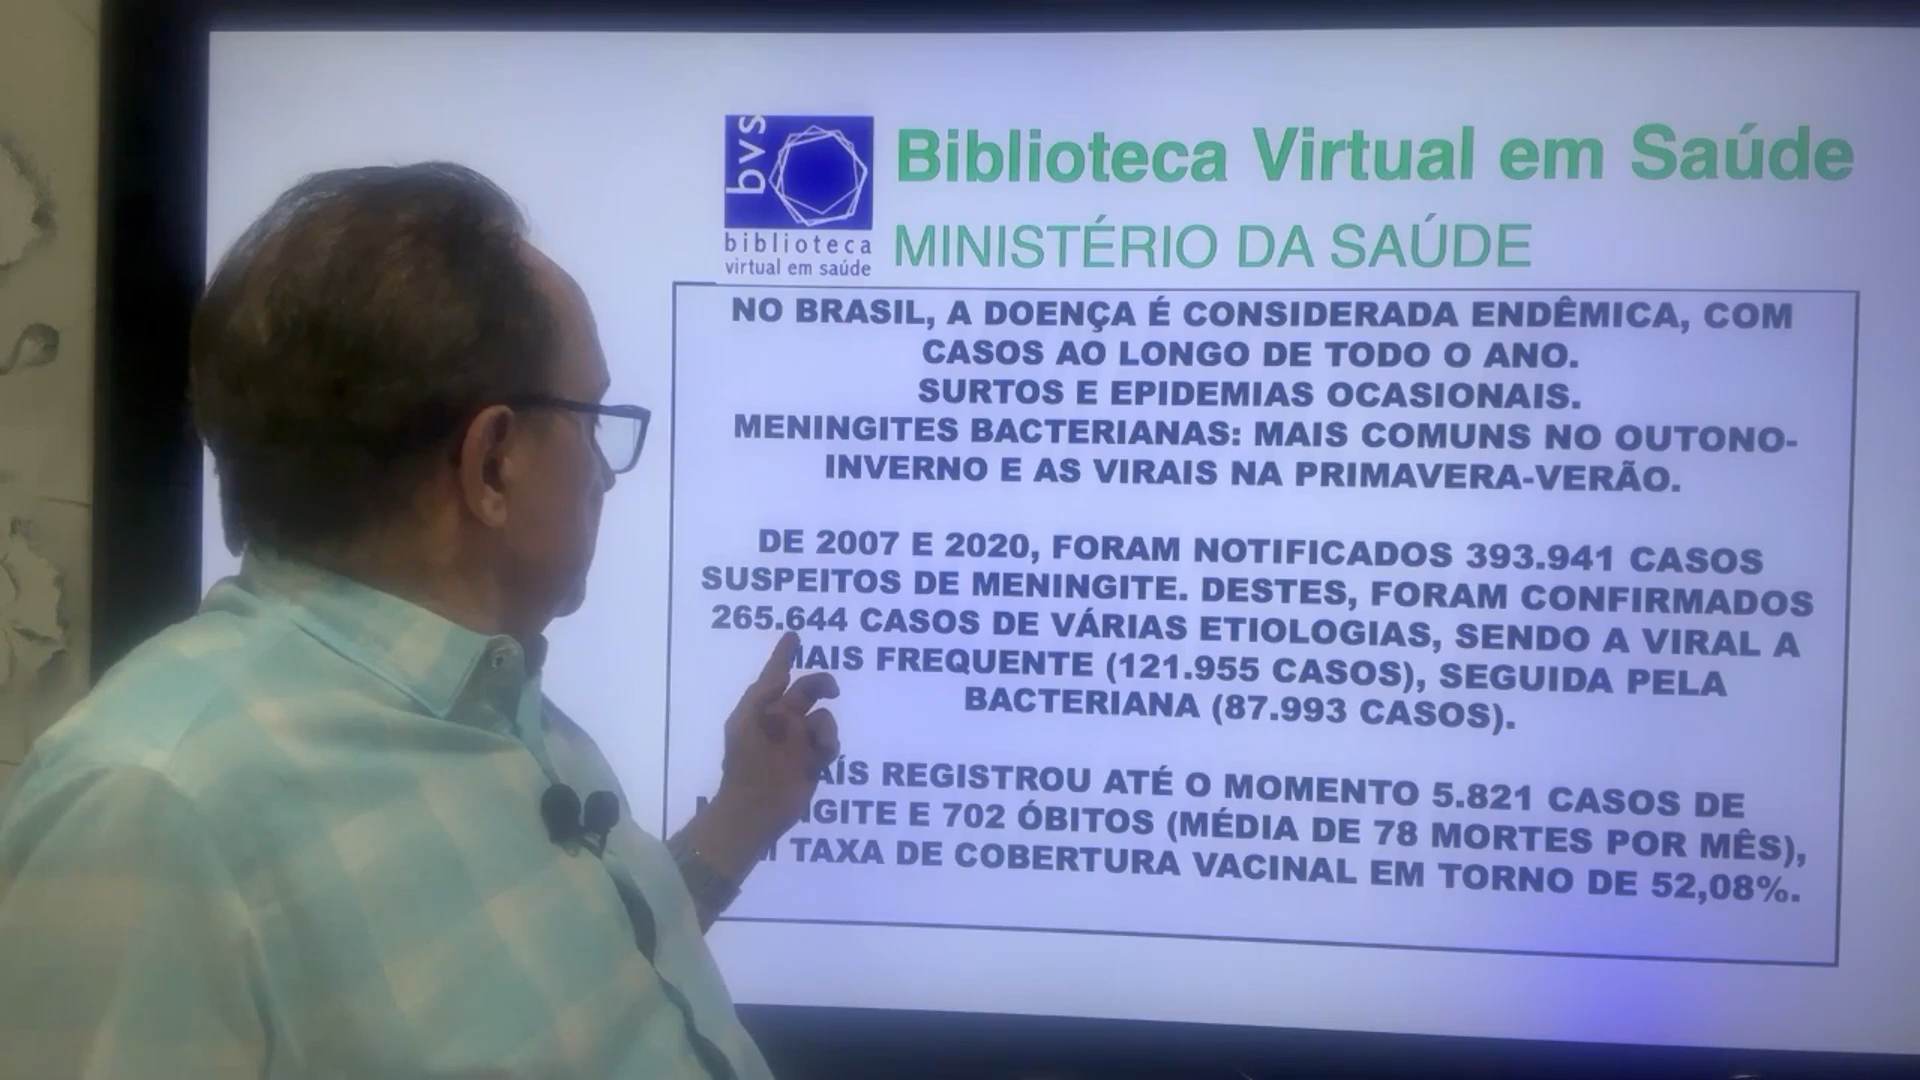 bvs
biblioteca
virtual em saúde
Biblioteca Virtual em Saúde
MINISTÉRIO DA SAÚDE
NO BRASIL, A DOENÇA É CONSIDERADA ENDÊMICA, COM
CASOS AO LONGO DE TODO O ANO.
SURTOS E EPIDEMIAS OCASIONAIS.
MENINGITES BACTERIANAS: MAIS COMUNS NO OUTONO-
INVERNO E AS VIRAIS NA PRIMAVERA-VERÃO.
DE 2007 E 2020, FORAM NOTIFICADOS 393.941 CASOS
SUSPEITOS DE MENINGITE. DESTES, FORAM CONFIRMADOS
265.644 CASOS DE VÁRIAS ETIOLOGIAS, SENDO A VIRAL A
MAIS FREQUENTE (121.955 CASOS), SEGUIDA PELA
BACTERIANA (87.993 CASOS).
REGISTROU ATÉ O MOMENTO 5.821 CASOS DE
E 702 ÓBITOS (MÉDIA DE 78 MORTES POR MÊS),
TAXA DE COBERTURA VACINAL EM TORNO DE 52,08%.